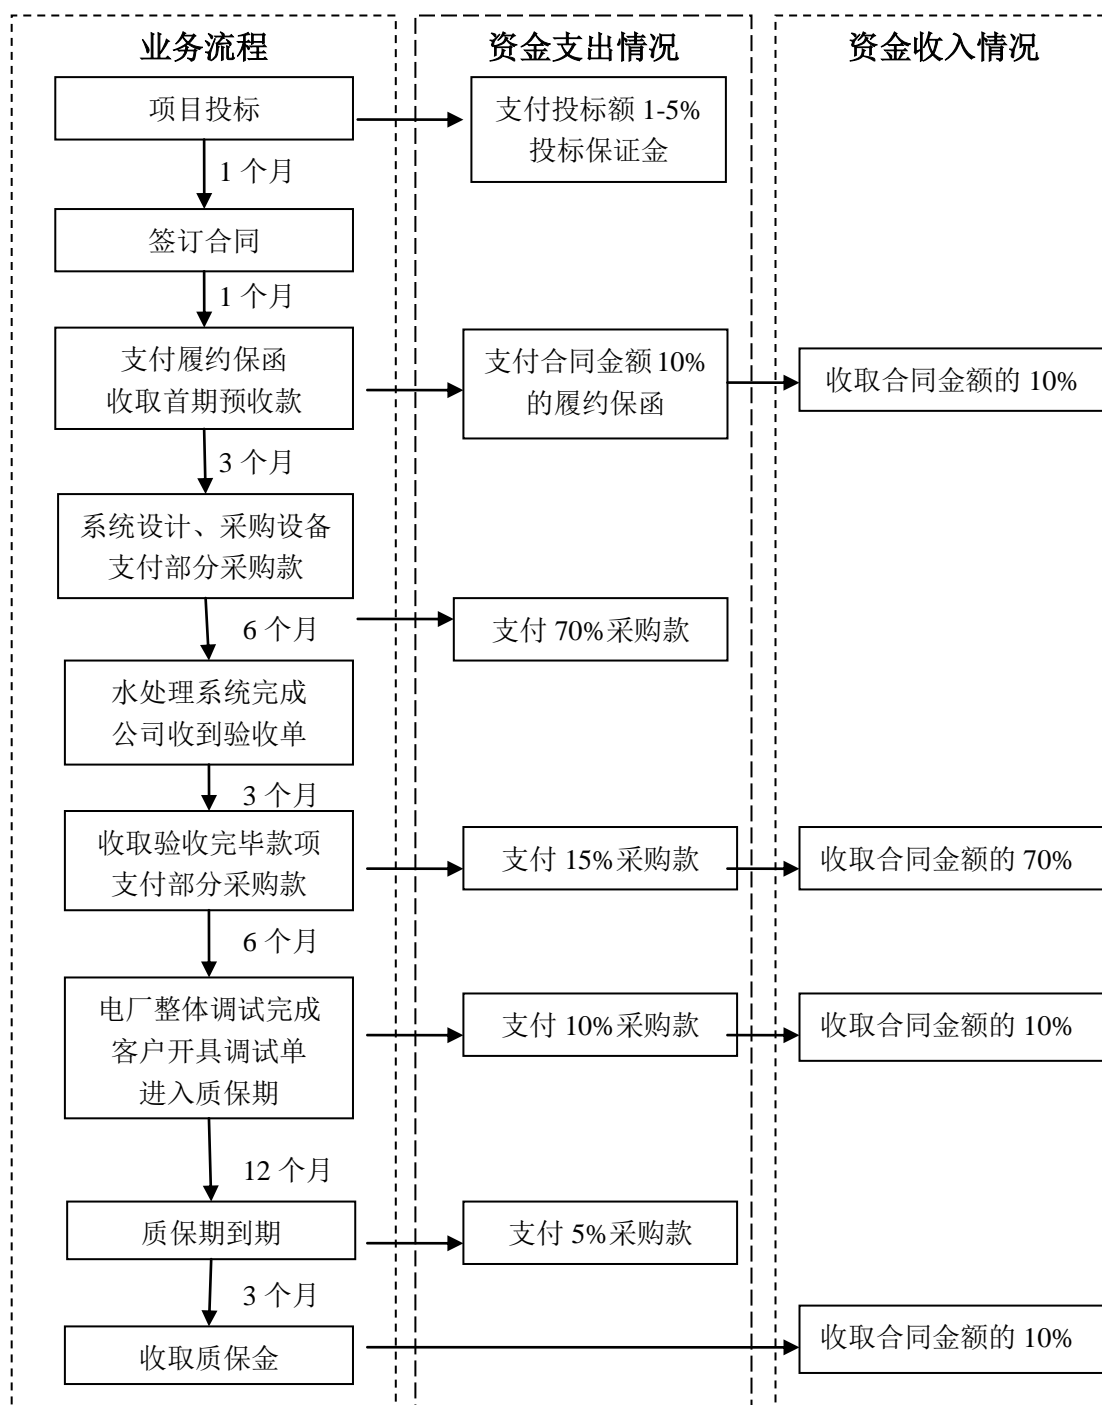 业务流程
资金支出情况
资金收入情况
项目投标
支付投标额 1-5%
投标保证金
1 个月
签订合同
1 个月
支付履约保函
收取首期预收款
支付合同金额 10%
的履约保函
收取合同金额的 10%
3 个月
系统设计、采购设备
支付部分采购款
6 个月
支付 70%采购款
水处理系统完成
公司收到验收单
3 个月
收取验收完毕款项
支付部分采购款
支付 15%采购款
收取合同金额的 70%
6 个月
电厂整体调试完成
客户开具调试单
进入质保期
支付 10%采购款
收取合同金额的 10%
12 个月
质保期到期
支付 5%采购款
3 个月
收取质保金
收取合同金额的 10%